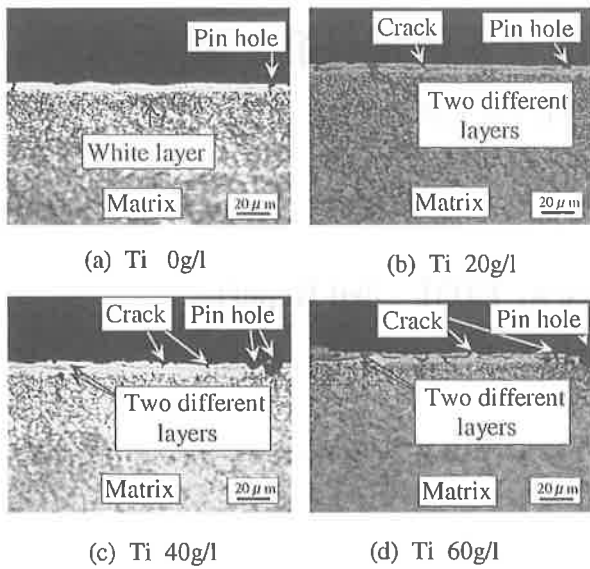 Pin hole
White layer
Matrix
20μm
(a) Ti 0g/l
Crack
Pin hole
Two different
layers
Matrix
20μm
(b) Ti 20g/l
Crack
Pin hole
Two different
layers
Matrix
20μm
(c) Ti 40g/l
Crack
Pin hole
Two different
layers
Matrix
20μm
(d) Ti 60g/l